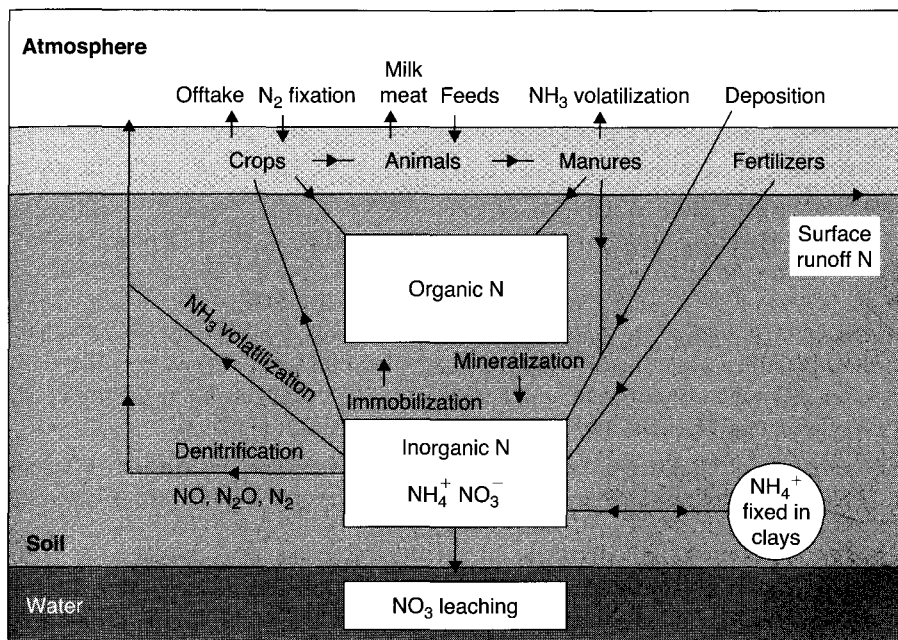 Atmosphere
Milk
Offtake N₂ fixation meat Feeds NH₃ volatilization Deposition
Crops Animals Manures Fertilizers
Surface
runoff N
Organic N
NH₃ volatilization
Mineralization
Immobilization
Inorganic N
Denitrification
NH₄⁺ NO₃⁻
NO, N₂O, N₂
NH₄⁺
fixed in
clays
Soil
Water
NO₃ leaching